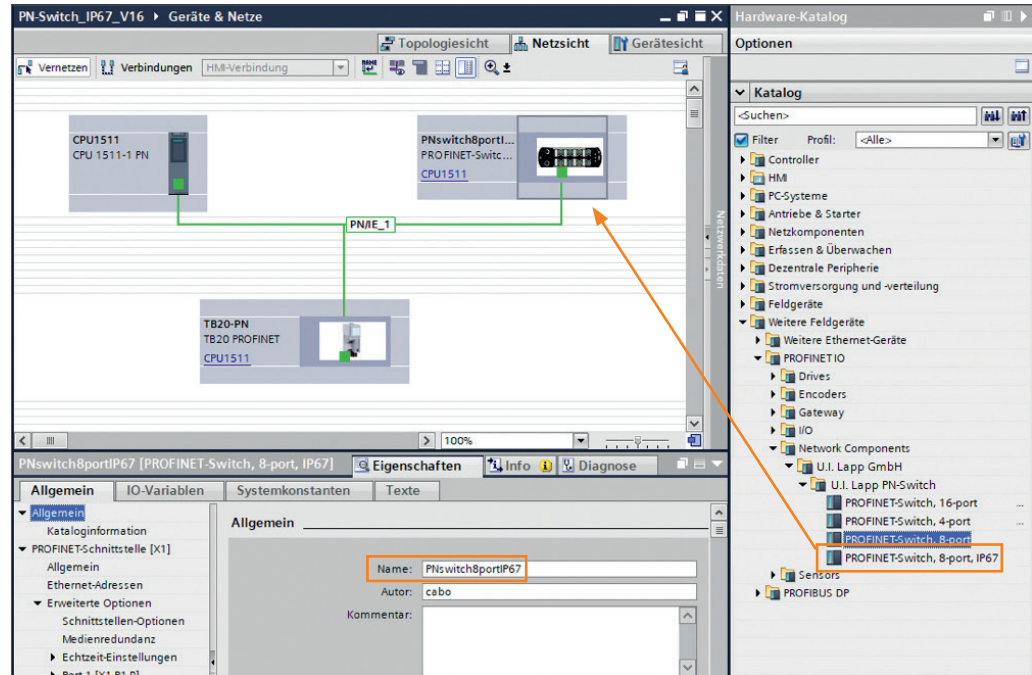 PN-Switch_IP67_V16 ▸ Geräte & Netze
Topologiesicht
Netzsicht
Gerätesicht
Vernetzen
Verbindungen
HMI-Verbindung
CPU1511
CPU 1511-1 PN
PNswitch8portI...
PROFINET-Switc...
CPU1511
PN/IE_1
TB20-PN
TB20 PROFINET
CPU1511
100%
Netzwerkdaten
PNswitch8portIP67 [PROFINET-Switch, 8-port, IP67]
Eigenschaften
Info
Diagnose
Allgemein
IO-Variablen
Systemkonstanten
Texte
Allgemein
Kataloginformation
PROFINET-Schnittstelle [X1]
Allgemein
Ethernet-Adressen
Erweiterte Optionen
Schnittstellen-Optionen
Medienredundanz
Echtzeit-Einstellungen
Port 1 [X1 P1 R]
Allgemein
Name: PNswitch8portIP67
Autor: cabo
Kommentar:
Hardware-Katalog
Optionen
Katalog
<Suchen>
Filter Profil: <Alle>
Controller
HMI
PC-Systeme
Antriebe & Starter
Netzkomponenten
Erfassen & Überwachen
Dezentrale Peripherie
Stromversorgung und -verteilung
Feldgeräte
Weitere Feldgeräte
Weitere Ethernet-Geräte
PROFINET IO
Drives
Encoders
Gateway
I/O
Network Components
U.I. Lapp GmbH
U.I. Lapp PN-Switch
PROFINET-Switch, 16-port ...
PROFINET-Switch, 4-port ...
PROFINET-Switch, 8-port
PROFINET-Switch, 8-port, IP67
Sensors
PROFIBUS DP